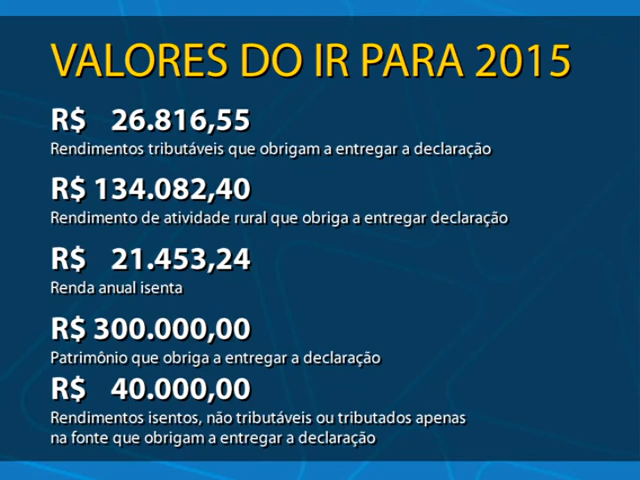 VALORES DO IR PARA 2015
R$ 26.816,55
Rendimentos tributáveis que obrigam a entregar a declaração
R$ 134.082,40
Rendimento de atividade rural que obriga a entregar declaração
R$ 21.453,24
Renda anual isenta
R$ 300.000,00
Patrimônio que obriga a entregar a declaração
R$ 40.000,00
Rendimentos isentos, não tributáveis ou tributados apenas
na fonte que obrigam a entregar a declaração